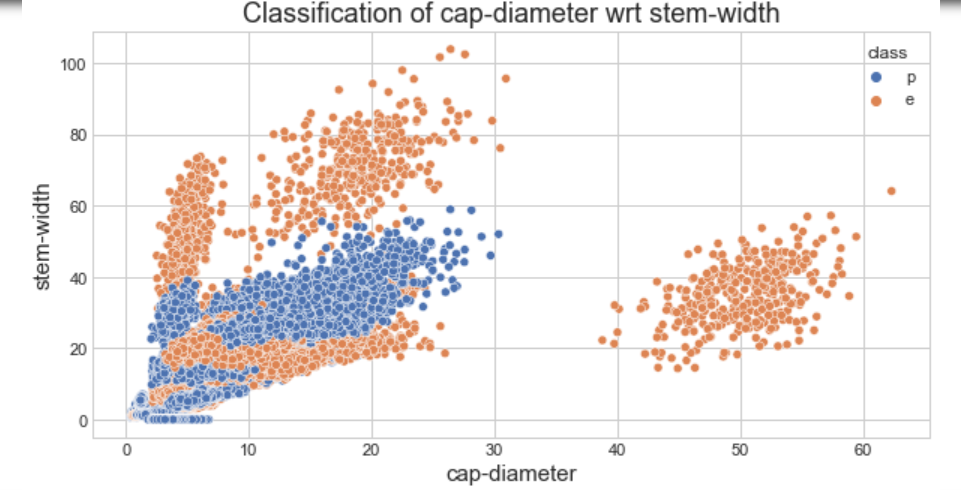 Classification of cap-diameter wrt stem-width
class
p
e
100
80
60
40
20
0
stem-width
0 10 20 30 40 50 60
cap-diameter